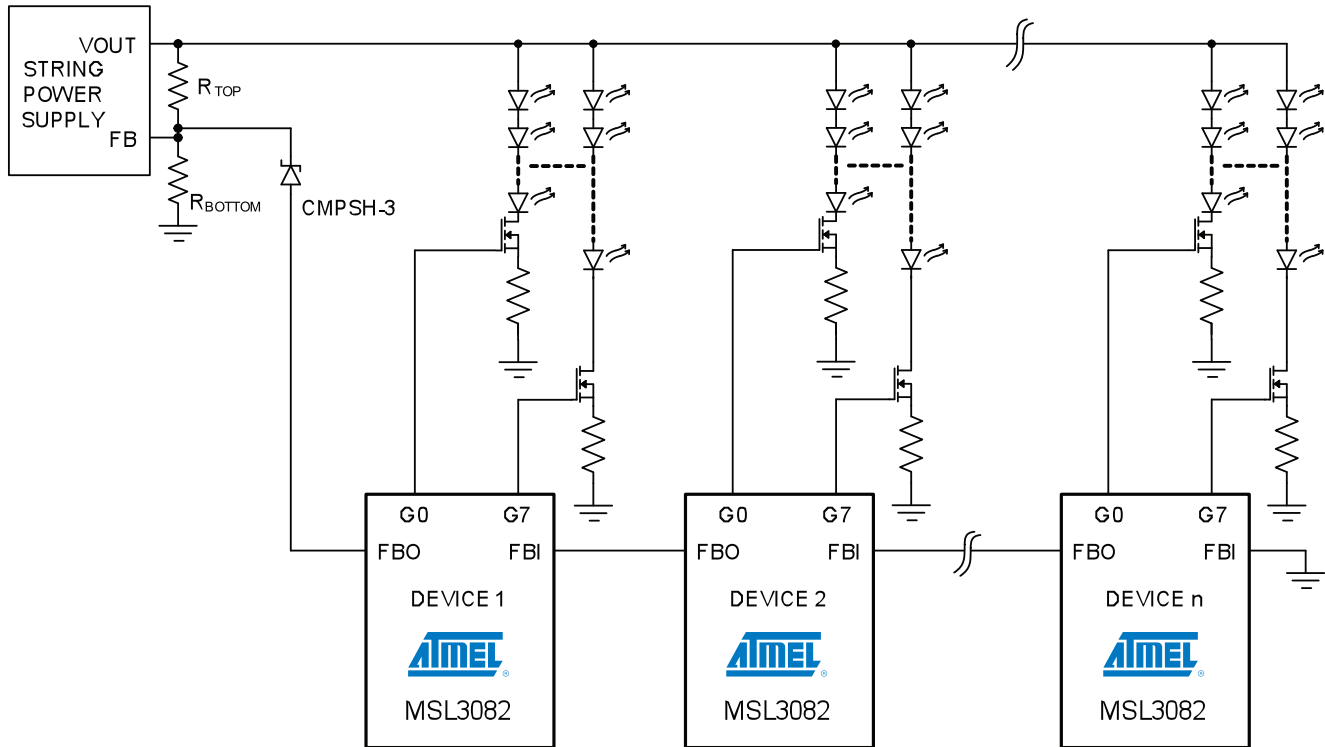 VOUT
STRING
POWER
SUPPLY
FB
R TOP
R BOTTOM
CMPSH-3
G0 G7
FBO FBI
DEVICE 1
ATMEL ®
MSL3082
G0 G7
FBO FBI
DEVICE 2
ATMEL ®
MSL3082
G0 G7
FBO FBI
DEVICE n
ATMEL ®
MSL3082